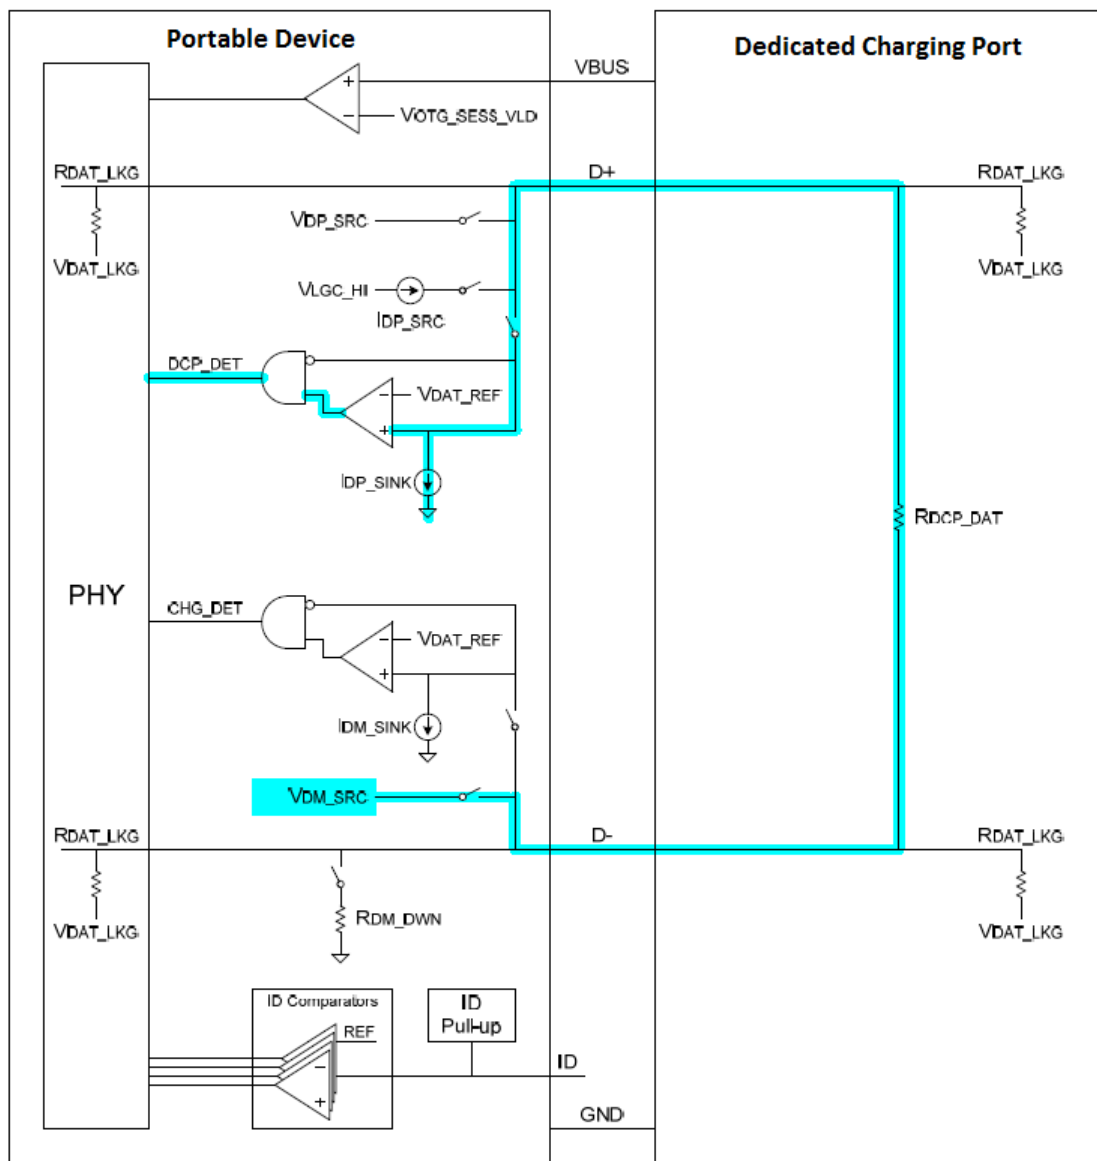 Portable Device
Dedicated Charging Port
VBUS
VOTG_SESS_VLD
RDAT_LKG
D+
RDAT_LKG
VDP_SRC
VDAT_LKG
VDAT_LKG
VLGC_HI
IDP_SRC
DCP_DET
VDAT_REF
IDP_SINK
RDCP_DAT
PHY
CHG_DET
VDAT_REF
IDM_SINK
VDM_SRC
RDAT_LKG
D-
RDAT_LKG
RDM_DWN
VDAT_LKG
VDAT_LKG
ID Comparators
REF
ID
Pull-up
ID
GND